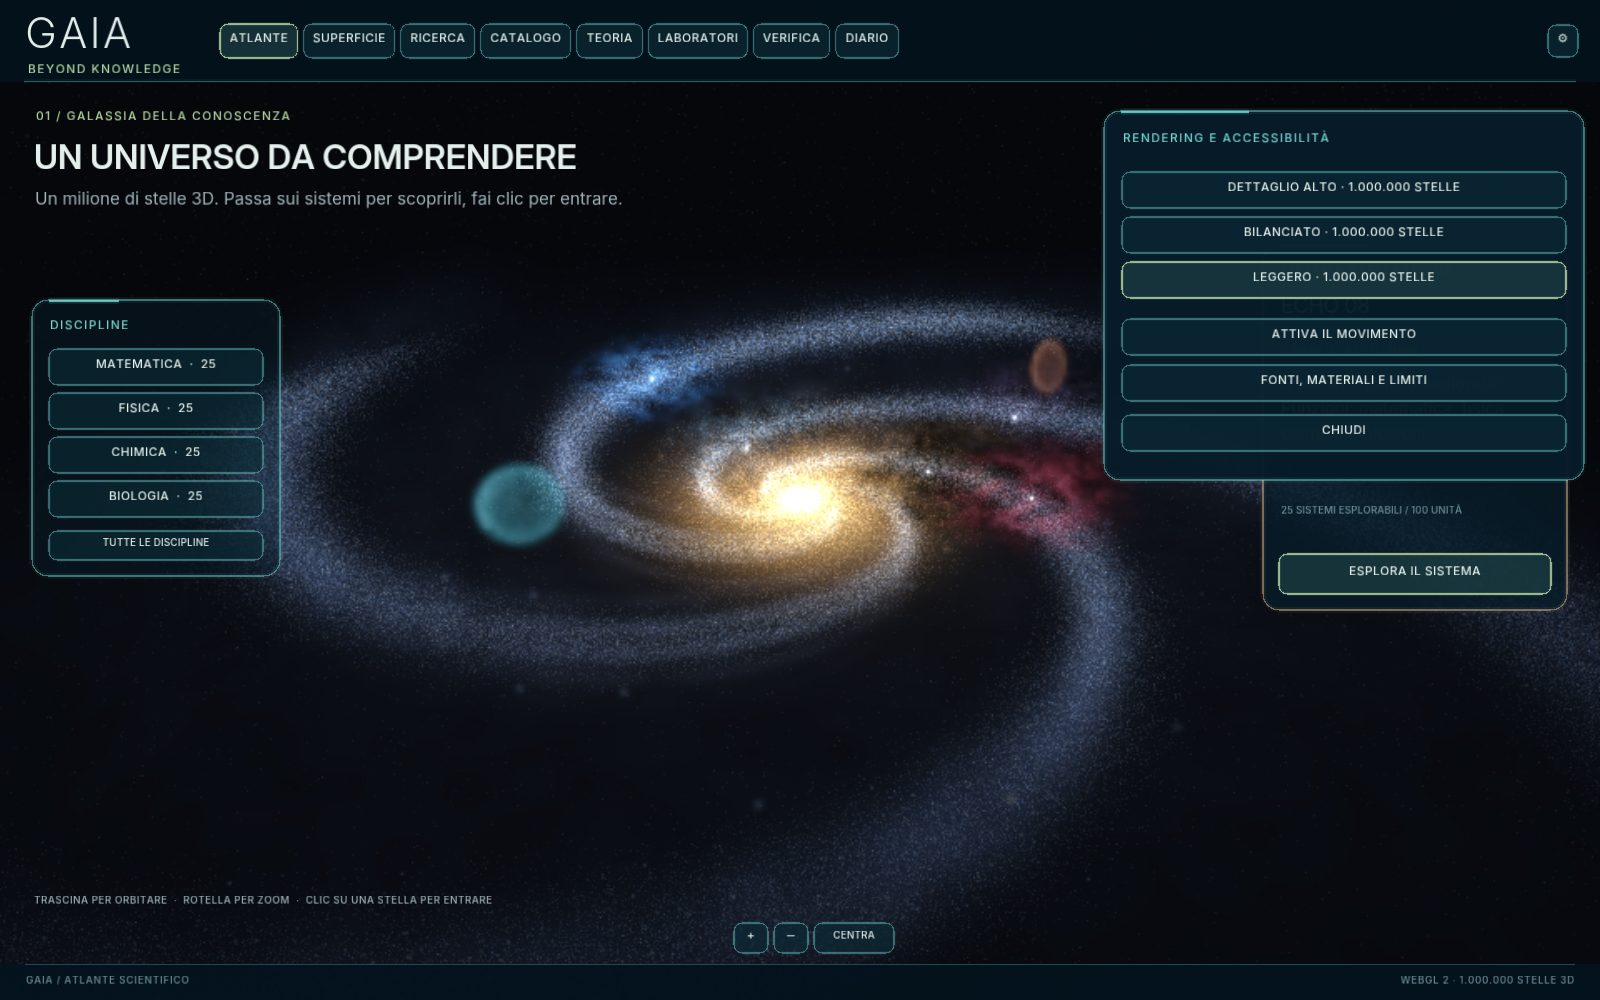 GAIA
BEYOND KNOWLEDGE
ATLANTE
SUPERFICIE
RICERCA
CATALOGO
TEORIA
LABORATORI
VERIFICA
DIARIO
01 / GALASSIA DELLA CONOSCENZA
UN UNIVERSO DA COMPRENDERE
Un milione di stelle 3D. Passa sui sistemi per scoprirli, fai clic per entrare.
DISCIPLINE
MATEMATICA · 25
FISICA · 25
CHIMICA · 25
BIOLOGIA · 25
TUTTE LE DISCIPLINE
RENDERING E ACCESSIBILITÀ
DETTAGLIO ALTO · 1.000.000 STELLE
BILANCIATO · 1.000.000 STELLE
LEGGERO · 1.000.000 STELLE
ECHO 08
ATTIVA IL MOVIMENTO
FONTI, MATERIALI E LIMITI
CHIUDI
25 SISTEMI ESPLORABILI / 100 UNITÀ
ESPLORA IL SISTEMA
TRASCINA PER ORBITARE · ROTELLA PER ZOOM · CLIC SU UNA STELLA PER ENTRARE
+
−
CENTRA
GAIA / ATLANTE SCIENTIFICO
WEBGL 2 · 1.000.000 STELLE 3D